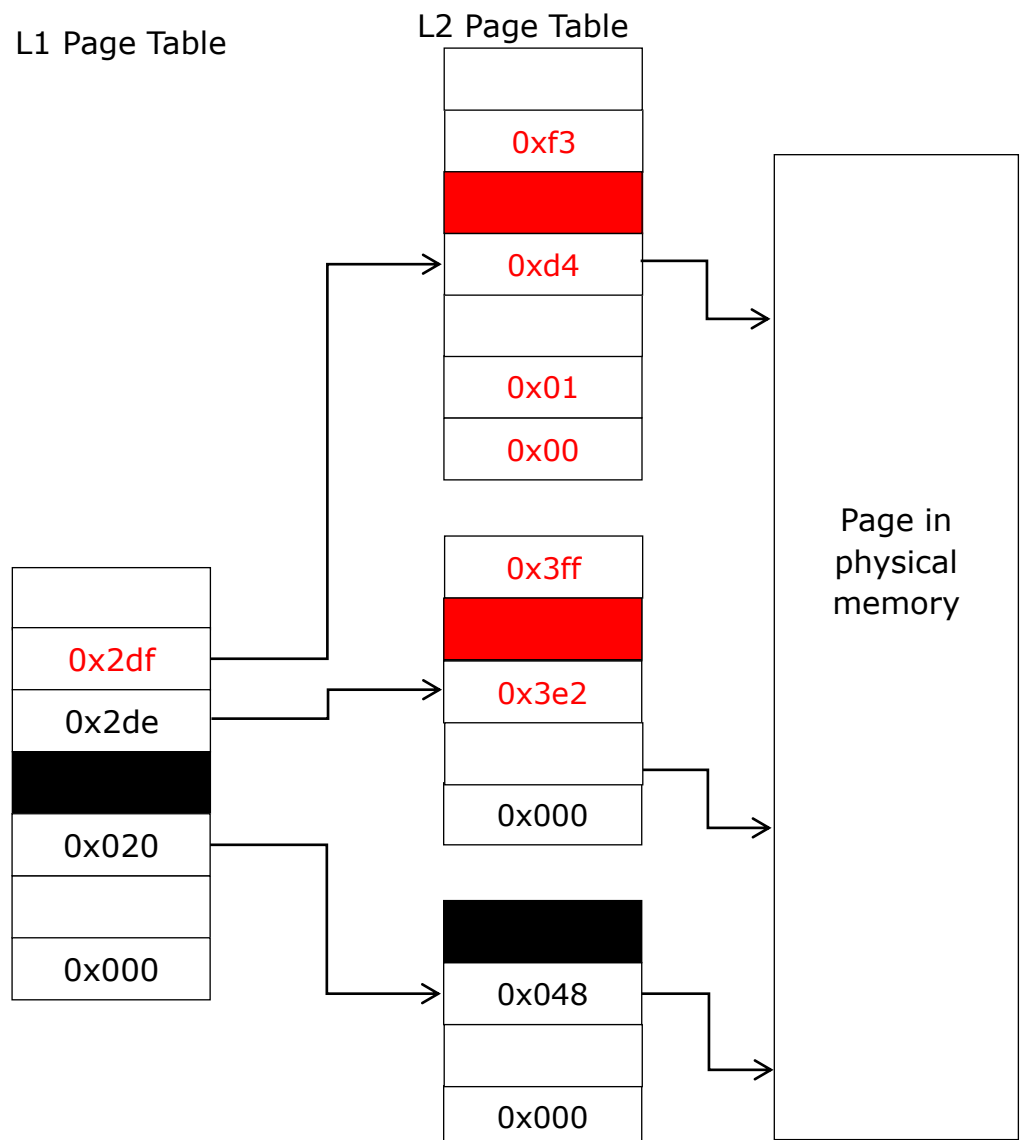 L1 Page Table
L2 Page Table
0xf3
0xd4
0x01
0x00
0x3ff
0x3e2
0x000
0x048
0x000
0x2df
0x2de
0x020
0x000
Page in
physical
memory